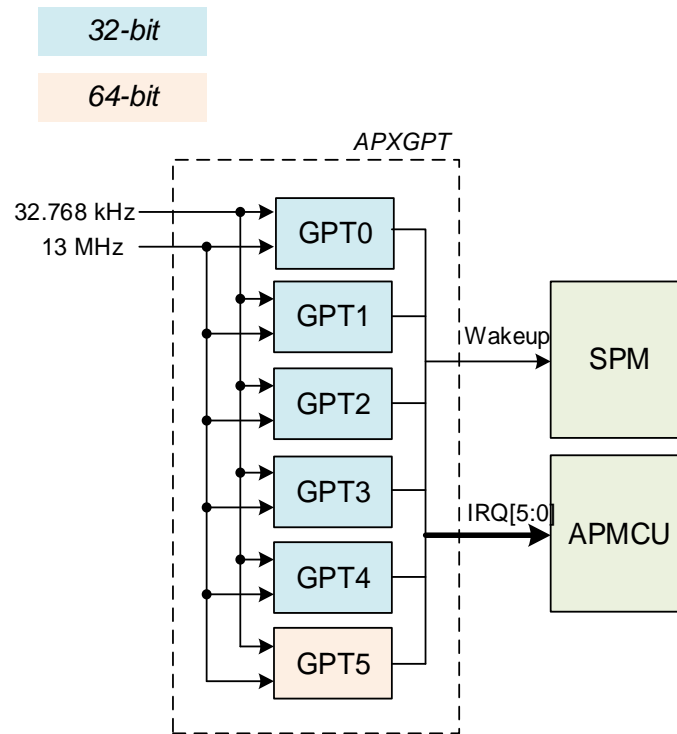 32-bit
64-bit
APXGPT
32.768 kHz
13 MHz
GPT0
GPT1
GPT2
GPT3
GPT4
GPT5
Wakeup
SPM
IRQ[5:0]
APMCU